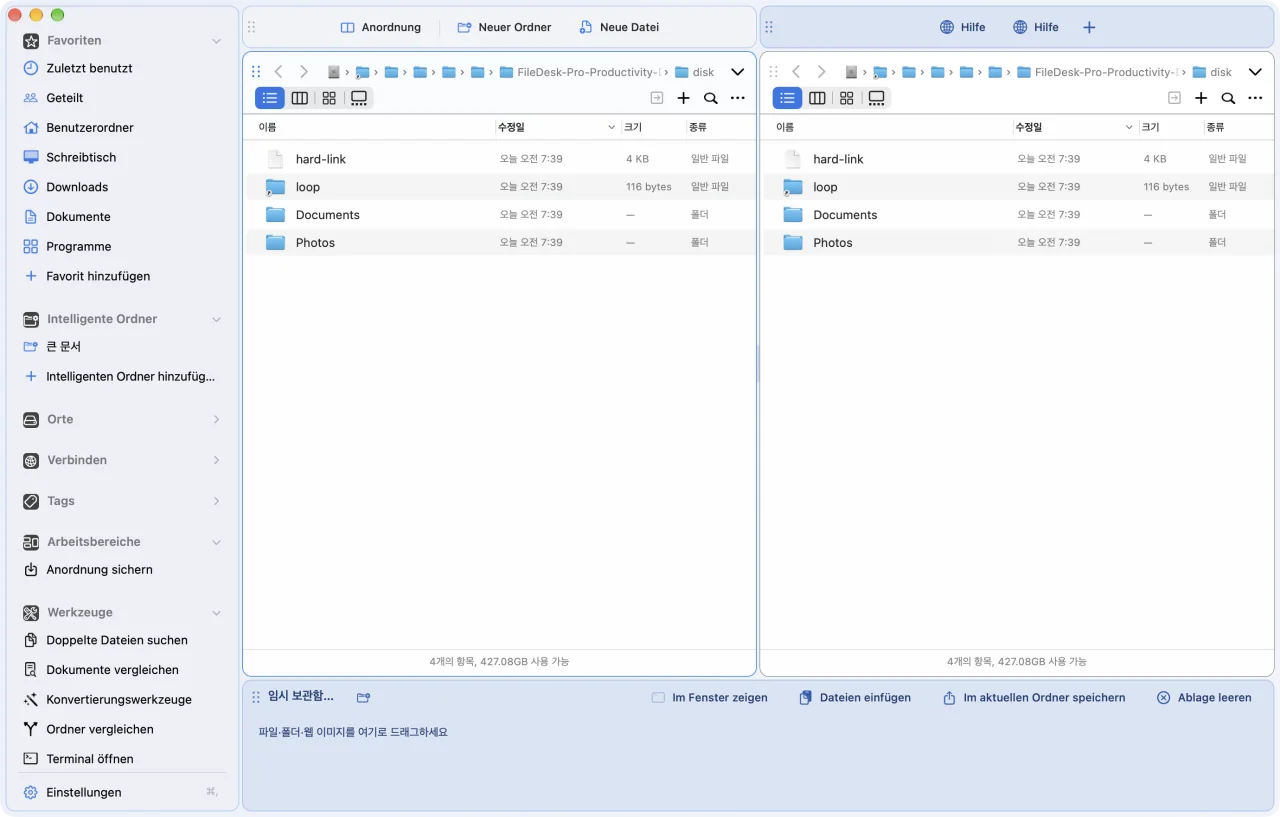 Favoriten
Zuletzt benutzt
Geteilt
Benutzerordner
Schreibtisch
Downloads
Dokumente
Programme
Favorit hinzufügen
Intelligente Ordner
큰 문서
Intelligenten Ordner hinzufüg...
Orte
Verbinden
Tags
Arbeitsbereiche
Anordnung sichern
Werkzeuge
Doppelte Dateien suchen
Dokumente vergleichen
Konvertierungswerkzeuge
Ordner vergleichen
Terminal öffnen
Einstellungen ⌘,
Anordnung Neuer Ordner Neue Datei
FileDesk-Pro-Productivity- disk
이름 수정일 크기 종류
hard-link 오늘 오전 7:39 4 KB 일반 파일
loop 오늘 오전 7:39 116 bytes 일반 파일
Documents 오늘 오전 7:39 — 폴더
Photos 오늘 오전 7:39 — 폴더
4개의 항목, 427.08GB 사용 가능
Hilfe Hilfe
FileDesk-Pro-Productivity- disk
이름 수정일 크기 종류
hard-link 오늘 오전 7:39 4 KB 일반 파일
loop 오늘 오전 7:39 116 bytes 일반 파일
Documents 오늘 오전 7:39 — 폴더
Photos 오늘 오전 7:39 — 폴더
4개의 항목, 427.08GB 사용 가능
임시 보관함... Im Fenster zeigen Dateien einfügen Im aktuellen Ordner speichern Ablage leeren
파일·폴더·웹 이미지를 여기로 드래그하세요